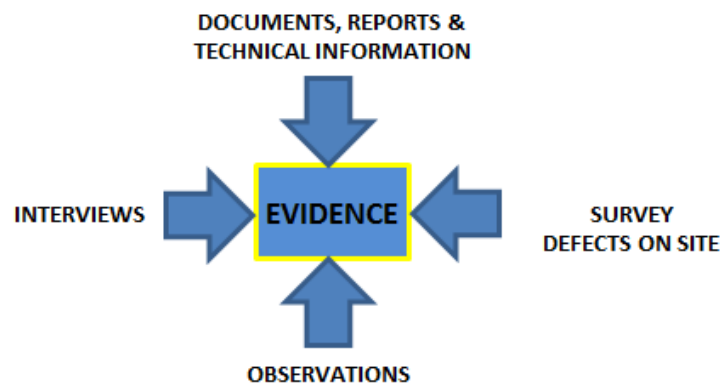 DOCUMENTS, REPORTS &
TECHNICAL INFORMATION
INTERVIEWS
EVIDENCE
SURVEY
DEFECTS ON SITE
OBSERVATIONS